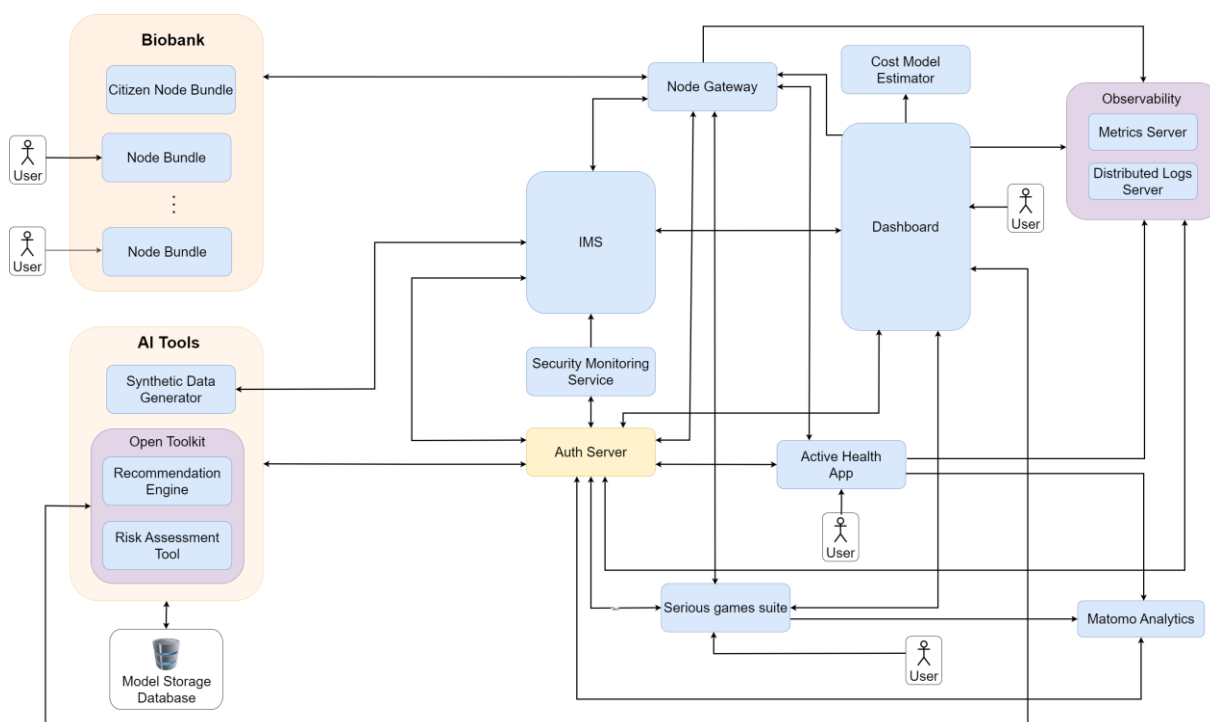 Biobank
Citizen Node Bundle
User
Node Bundle
⋮
User
Node Bundle
AI Tools
Synthetic Data
Generator
Open Toolkit
Recommendation
Engine
Risk Assessment
Tool
Model Storage
Database
Node Gateway
IMS
Security Monitoring
Service
Auth Server
Cost Model
Estimator
Dashboard
User
Observability
Metrics Server
Distributed Logs
Server
Active Health
App
User
Serious games suite
User
Matomo Analytics